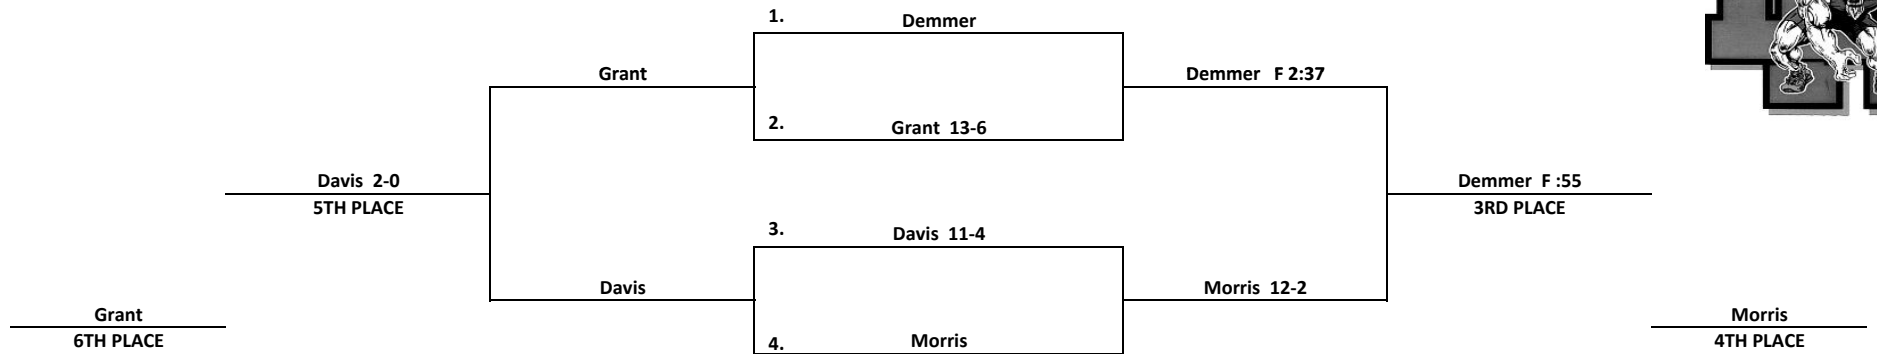 1. Demmer
Grant
Demmer F 2:37
2. Grant 13-6
Davis 2-0
5TH PLACE
Demmer F :55
3RD PLACE
3. Davis 11-4
Davis
Morris 12-2
Grant
6TH PLACE
Morris
4TH PLACE
4. Morris